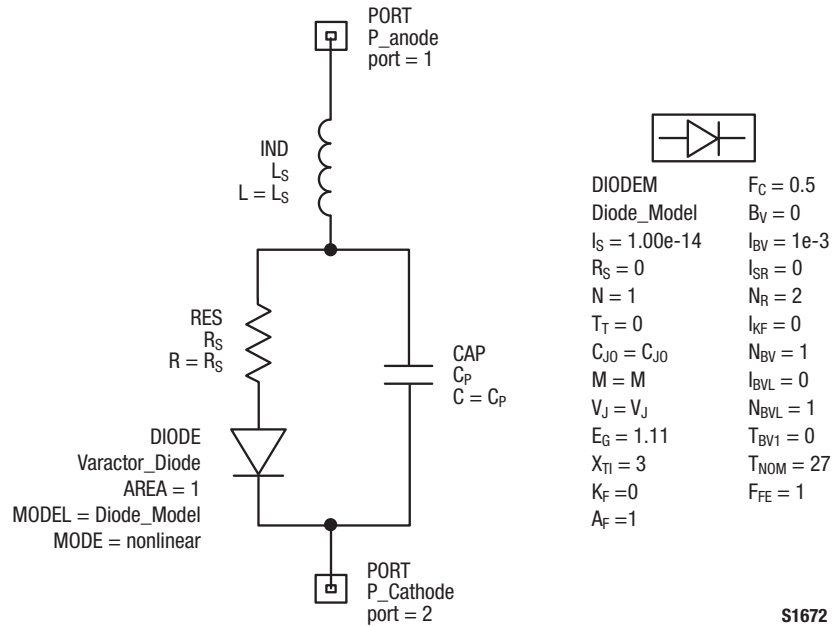 PORT
P_anode
port = 1
IND
L_S
L = L_S
RES
R_S
R = R_S
CAP
C_P
C = C_P
DIODE
Varactor_Diode
AREA = 1
MODEL = Diode_Model
MODE = nonlinear
PORT
P_Cathode
port = 2
DIODEM
Diode_Model
I_S = 1.00e-14
R_S = 0
N = 1
T_T = 0
C_J0 = C_J0
M = M
V_J = V_J
E_G = 1.11
X_TI = 3
K_F =0
A_F =1
F_C = 0.5
B_V = 0
I_BV = 1e-3
I_SR = 0
N_R = 2
I_KF = 0
N_BV = 1
I_BVL = 0
N_BVL = 1
T_BV1 = 0
T_NOM = 27
F_FE = 1
S1672